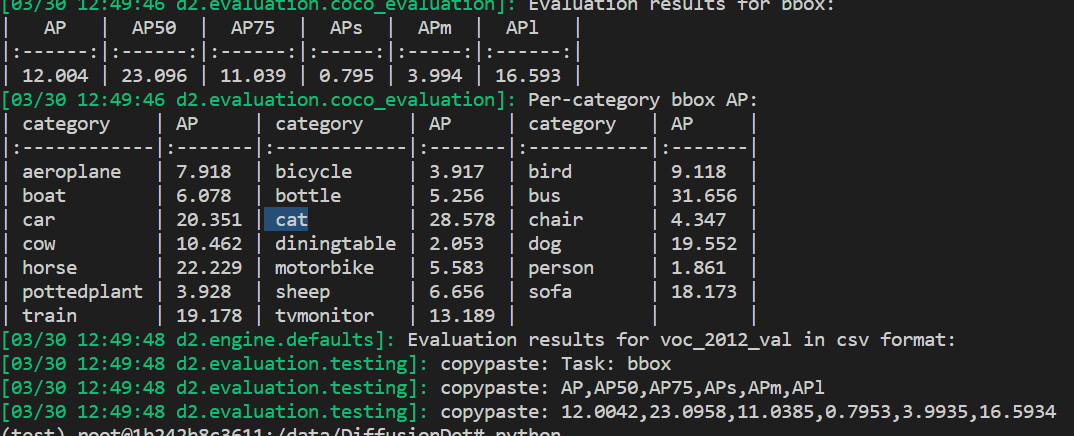 [03/30 12:49:46 d2.evaluation.coco_evaluation]: Evaluation results for bbox:
|   AP   |  AP50  |  AP75  |  APs  |  APm  |  APl   |
|:------:|:------:|:------:|:-----:|:-----:|:------:|
| 12.004 | 23.096 | 11.039 | 0.795 | 3.994 | 16.593 |
[03/30 12:49:46 d2.evaluation.coco_evaluation]: Per-category bbox AP:
| category    | AP     | category    | AP     | category   | AP     |
|:------------|:-------|:------------|:-------|:-----------|:-------|
| aeroplane   | 7.918  | bicycle     | 3.917  | bird       | 9.118  |
| boat        | 6.078  | bottle      | 5.256  | bus        | 31.656 |
| car         | 20.351 | cat         | 28.578 | chair      | 4.347  |
| cow         | 10.462 | diningtable | 2.053  | dog        | 19.552 |
| horse       | 22.229 | motorbike   | 5.583  | person     | 1.861  |
| pottedplant | 3.928  | sheep       | 6.656  | sofa       | 18.173 |
| train       | 19.178 | tvmonitor   | 13.189 |            |        |
[03/30 12:49:48 d2.engine.defaults]: Evaluation results for voc_2012_val in csv format:
[03/30 12:49:48 d2.evaluation.testing]: copypaste: Task: bbox
[03/30 12:49:48 d2.evaluation.testing]: copypaste: AP,AP50,AP75,APs,APm,APl
[03/30 12:49:48 d2.evaluation.testing]: copypaste: 12.0042,23.0958,11.0385,0.7953,3.9935,16.5934
(test) root@1b242b8c3611:/data/DiffusionDet# python